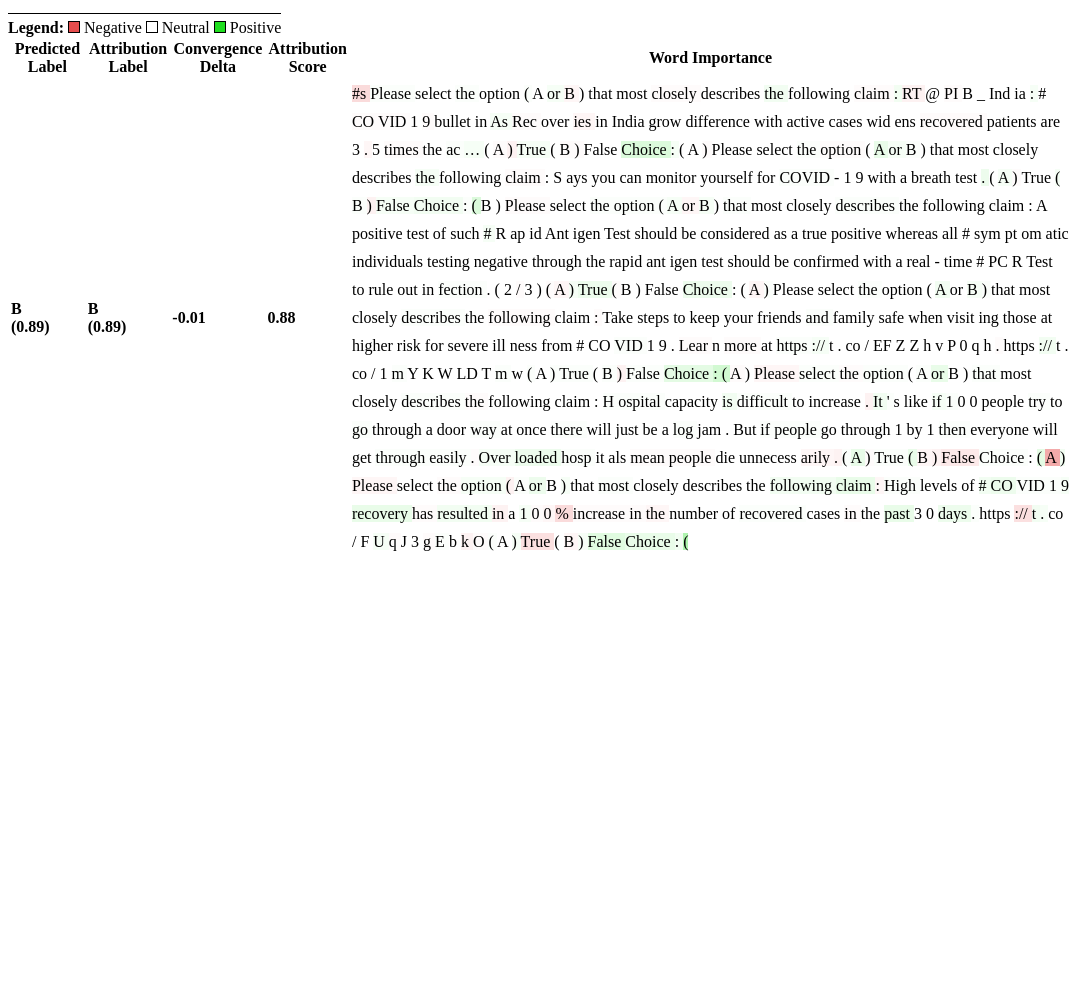 Legend: Negative Neutral Positive
Predicted Label Attribution Label Convergence Delta Attribution Score Word Importance
#s Please select the option ( A or B ) that most closely describes the following claim : RT @ PI B _ Ind ia : #
CO VID 1 9 bullet in As Rec over ies in India grow difference with active cases wid ens recovered patients are
3 . 5 times the ac … ( A ) True ( B ) False Choice : ( A ) Please select the option ( A or B ) that most closely
describes the following claim : S ays you can monitor yourself for COVID - 1 9 with a breath test . ( A ) True (
B ) False Choice : ( B ) Please select the option ( A or B ) that most closely describes the following claim : A
positive test of such # R ap id Ant igen Test should be considered as a true positive whereas all # sym pt om atic
individuals testing negative through the rapid ant igen test should be confirmed with a real - time # PC R Test
to rule out in fection . ( 2 / 3 ) ( A ) True ( B ) False Choice : ( A ) Please select the option ( A or B ) that most
closely describes the following claim : Take steps to keep your friends and family safe when visit ing those at
higher risk for severe ill ness from # CO VID 1 9 . Lear n more at https :// t . co / EF Z Z h v P 0 q h . https :// t .
co / 1 m Y K W LD T m w ( A ) True ( B ) False Choice : ( A ) Please select the option ( A or B ) that most
closely describes the following claim : H ospital capacity is difficult to increase . It ' s like if 1 0 0 people try to
go through a door way at once there will just be a log jam . But if people go through 1 by 1 then everyone will
get through easily . Over loaded hosp it als mean people die unnecess arily . ( A ) True ( B ) False Choice : ( A )
Please select the option ( A or B ) that most closely describes the following claim : High levels of # CO VID 1 9
recovery has resulted in a 1 0 0 % increase in the number of recovered cases in the past 3 0 days . https :// t . co
/ F U q J 3 g E b k O ( A ) True ( B ) False Choice : (
B (0.89) B (0.89) -0.01 0.88